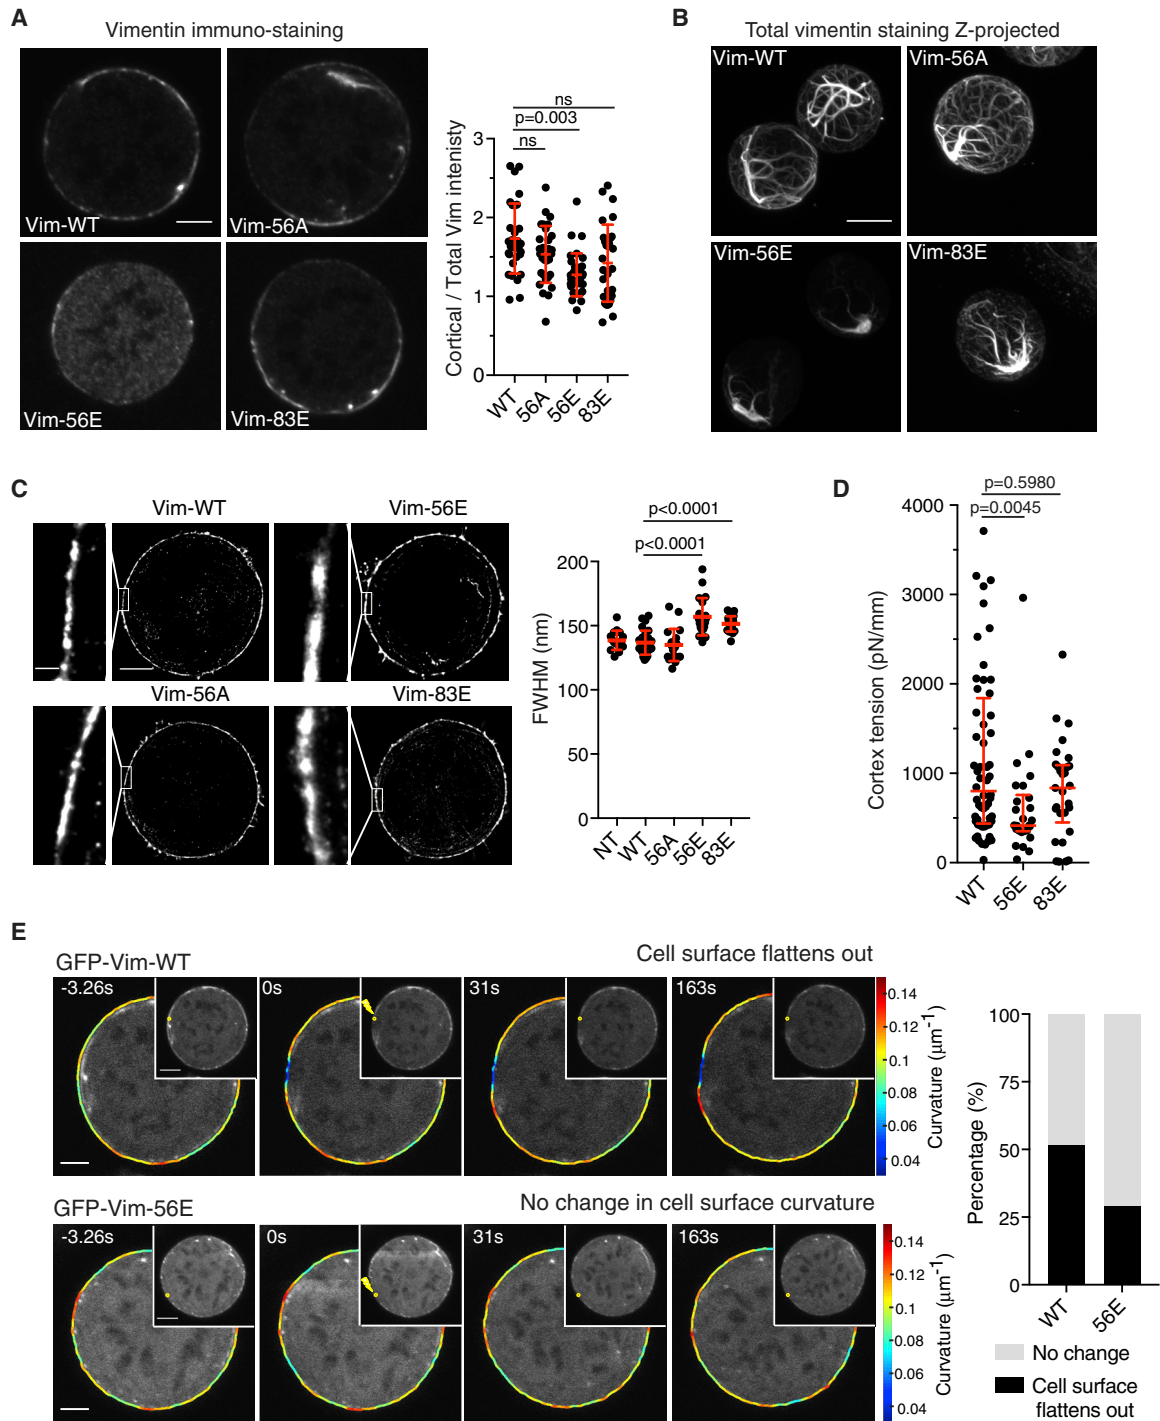 A
Vimentin immuno-staining
Vim-WT
Vim-56A
Vim-56E
Vim-83E
ns
p=0.003
ns
Cortical / Total Vim intenisty
3
2
1
0
WT
56A
56E
83E
B
Total vimentin staining Z-projected
Vim-WT
Vim-56A
Vim-56E
Vim-83E
C
Vim-WT
Vim-56E
Vim-56A
Vim-83E
p<0.0001
p<0.0001
FWHM (nm)
200
150
100
50
0
NT
WT
56A
56E
83E
D
p=0.5980
p=0.0045
Cortex tension (pN/mm)
4000
3000
2000
1000
0
WT
56E
83E
E
GFP-Vim-WT
Cell surface flattens out
-3.26s
0s
31s
163s
0.14
0.12
0.1
0.08
0.06
0.04
Curvature (μm⁻¹)
GFP-Vim-56E
No change in cell surface curvature
-3.26s
0s
31s
163s
0.14
0.12
0.1
0.08
0.06
0.04
Curvature (μm⁻¹)
Percentage (%)
100
75
50
25
0
WT
56E
No change
Cell surface
flattens out